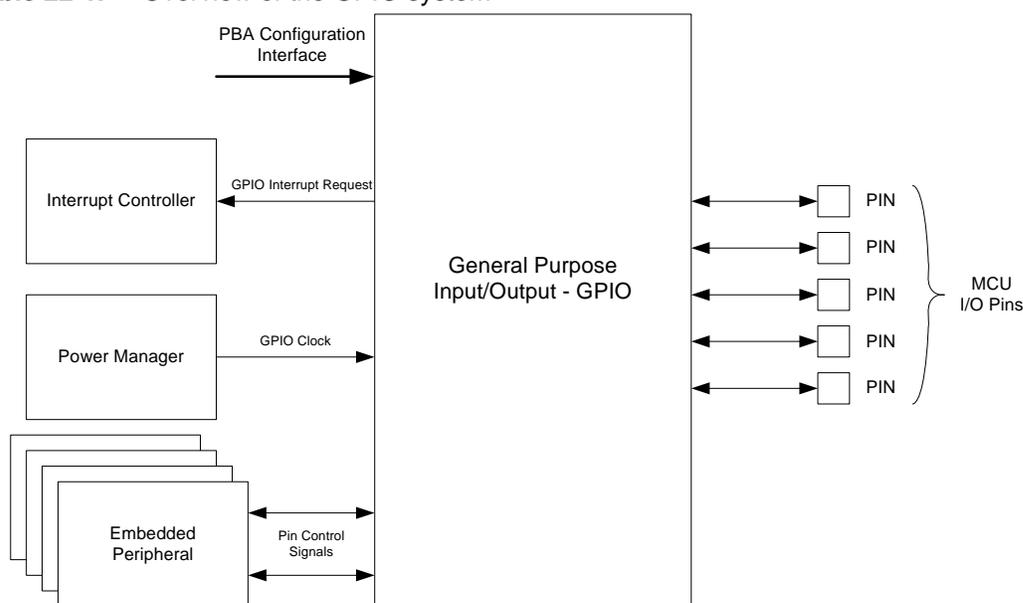 PBA Configuration
Interface
Interrupt Controller
GPIO Interrupt Request
General Purpose
Input/Output - GPIO
PIN
PIN
PIN
PIN
PIN
MCU
I/O Pins
Power Manager
GPIO Clock
Embedded
Peripheral
Pin Control
Signals